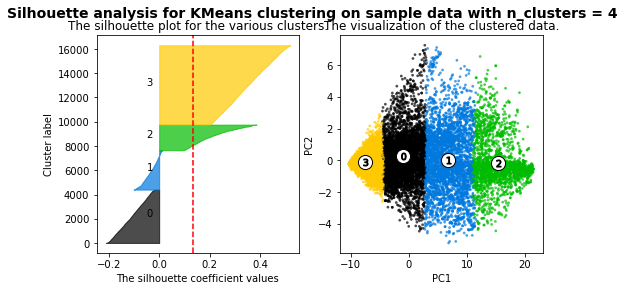 Silhouette analysis for KMeans clustering on sample data with n_clusters = 4
The silhouette plot for the various clusters.
The visualization of the clustered data.
Cluster label
16000
14000
12000
10000
8000
6000
4000
2000
0
3
2
1
0
−0.2 0.0 0.2 0.4
The silhouette coefficient values
PC2
6
4
2
0
−2
−4
3 0 1 2
−10 0 10 20
PC1